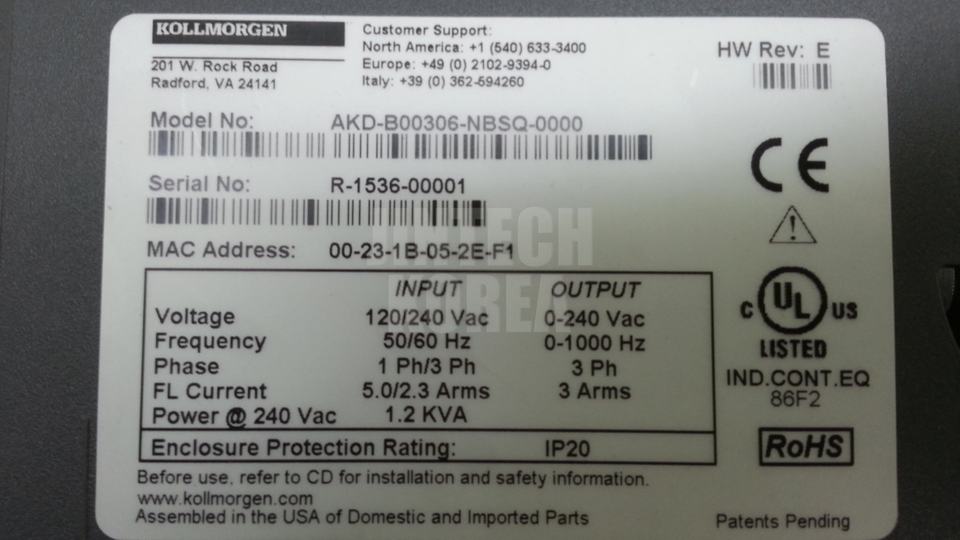 KOLLMORGEN
201 W. Rock Road
Radford, VA 24141
Customer Support:
North America: +1 (540) 633-3400
Europe: +49 (0) 2102-9394-0
Italy: +39 (0) 362-594260
HW Rev: E
Model No: AKD-B00306-NBSQ-0000
Serial No: R-1536-00001
MAC Address: 00-23-1B-05-2E-F1
UNTECH
KOREA
INPUT OUTPUT
Voltage 120/240 Vac 0-240 Vac
Frequency 50/60 Hz 0-1000 Hz
Phase 1 Ph/3 Ph 3 Ph
FL Current 5.0/2.3 Arms 3 Arms
Power @ 240 Vac 1.2 KVA
Enclosure Protection Rating: IP20
CE
C UL US
LISTED
IND.CONT.EQ
86F2
RoHS
Before use, refer to CD for installation and safety information.
www.kollmorgen.com
Assembled in the USA of Domestic and Imported Parts
Patents Pending